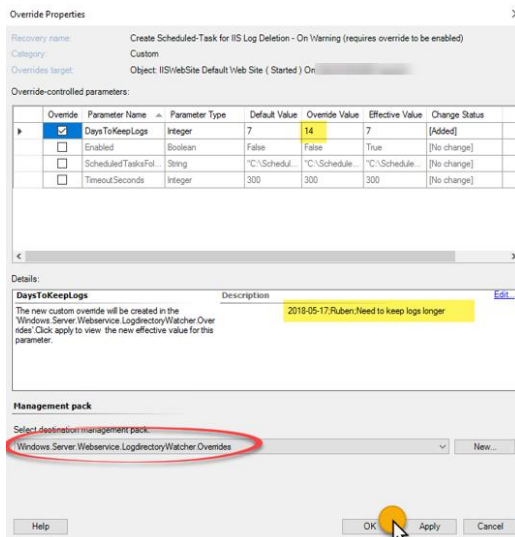 Override Properties
Recovery name: Create Scheduled-Task for IIS Log Deletion - On Warning (requires override to be enabled)
Category: Custom
Overrides target: Object: IISWebSite Default Web Site ( Started ) On
Override-controlled parameters:
Override Parameter Name Parameter Type Default Value Override Value Effective Value Change Status
DaysToKeepLogs Integer 7 14 7 [Added]
Enabled Boolean False False True [No change]
ScheduledTasksFol... String "C:\Schedul... "C:\Schedule... "C:\Schedule... [No change]
TimeoutSeconds Integer 300 300 300 [No change]
Details:
DaysToKeepLogs Description Edit...
The new custom override will be created in the 2018-05-17;Ruben;Need to keep logs longer
'Windows.Server.Webservice.LogdirectoryWatcher.Over
rides'.Click apply to view the new effective value for this
parameter.
Management pack
Select destination management pack:
Windows.Server.Webservice.LogdirectoryWatcher.Overrides New...
Help OK Apply Cancel